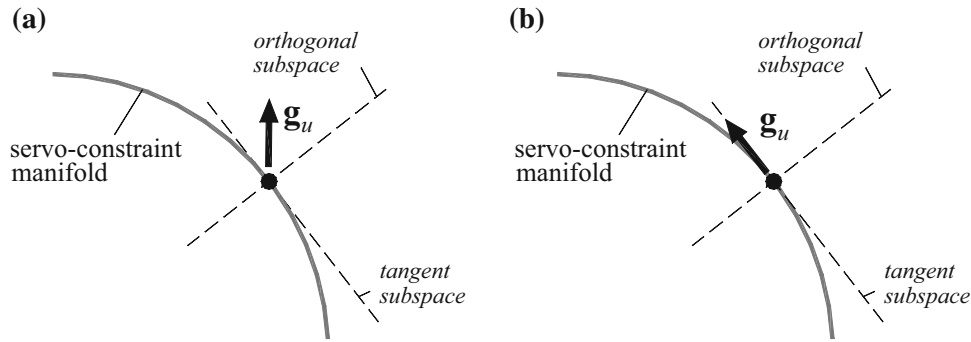 (a)
orthogonal
subspace
g_u
servo-constraint
manifold
tangent
subspace
(b)
orthogonal
subspace
g_u
servo-constraint
manifold
tangent
subspace